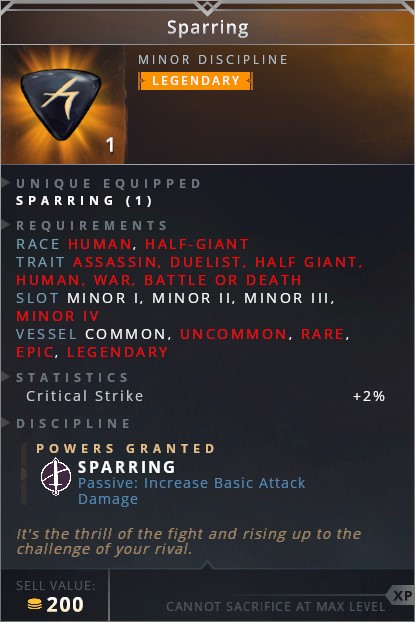 Sparring
MINOR DISCIPLINE
LEGENDARY
1
UNIQUE EQUIPPED
SPARRING (1)
REQUIREMENTS
RACE HUMAN, HALF-GIANT
TRAIT ASSASSIN, DUELIST, HALF GIANT,
HUMAN, WAR, BATTLE OR DEATH
SLOT MINOR I, MINOR II, MINOR III,
MINOR IV
VESSEL COMMON, UNCOMMON, RARE,
EPIC, LEGENDARY
STATISTICS
Critical Strike +2%
DISCIPLINE
POWERS GRANTED
SPARRING
Passive: Increase Basic Attack
Damage
It's the thrill of the fight and rising up to the
challenge of your rival.
SELL VALUE:
200
XP
CANNOT SACRIFICE AT MAX LEVEL